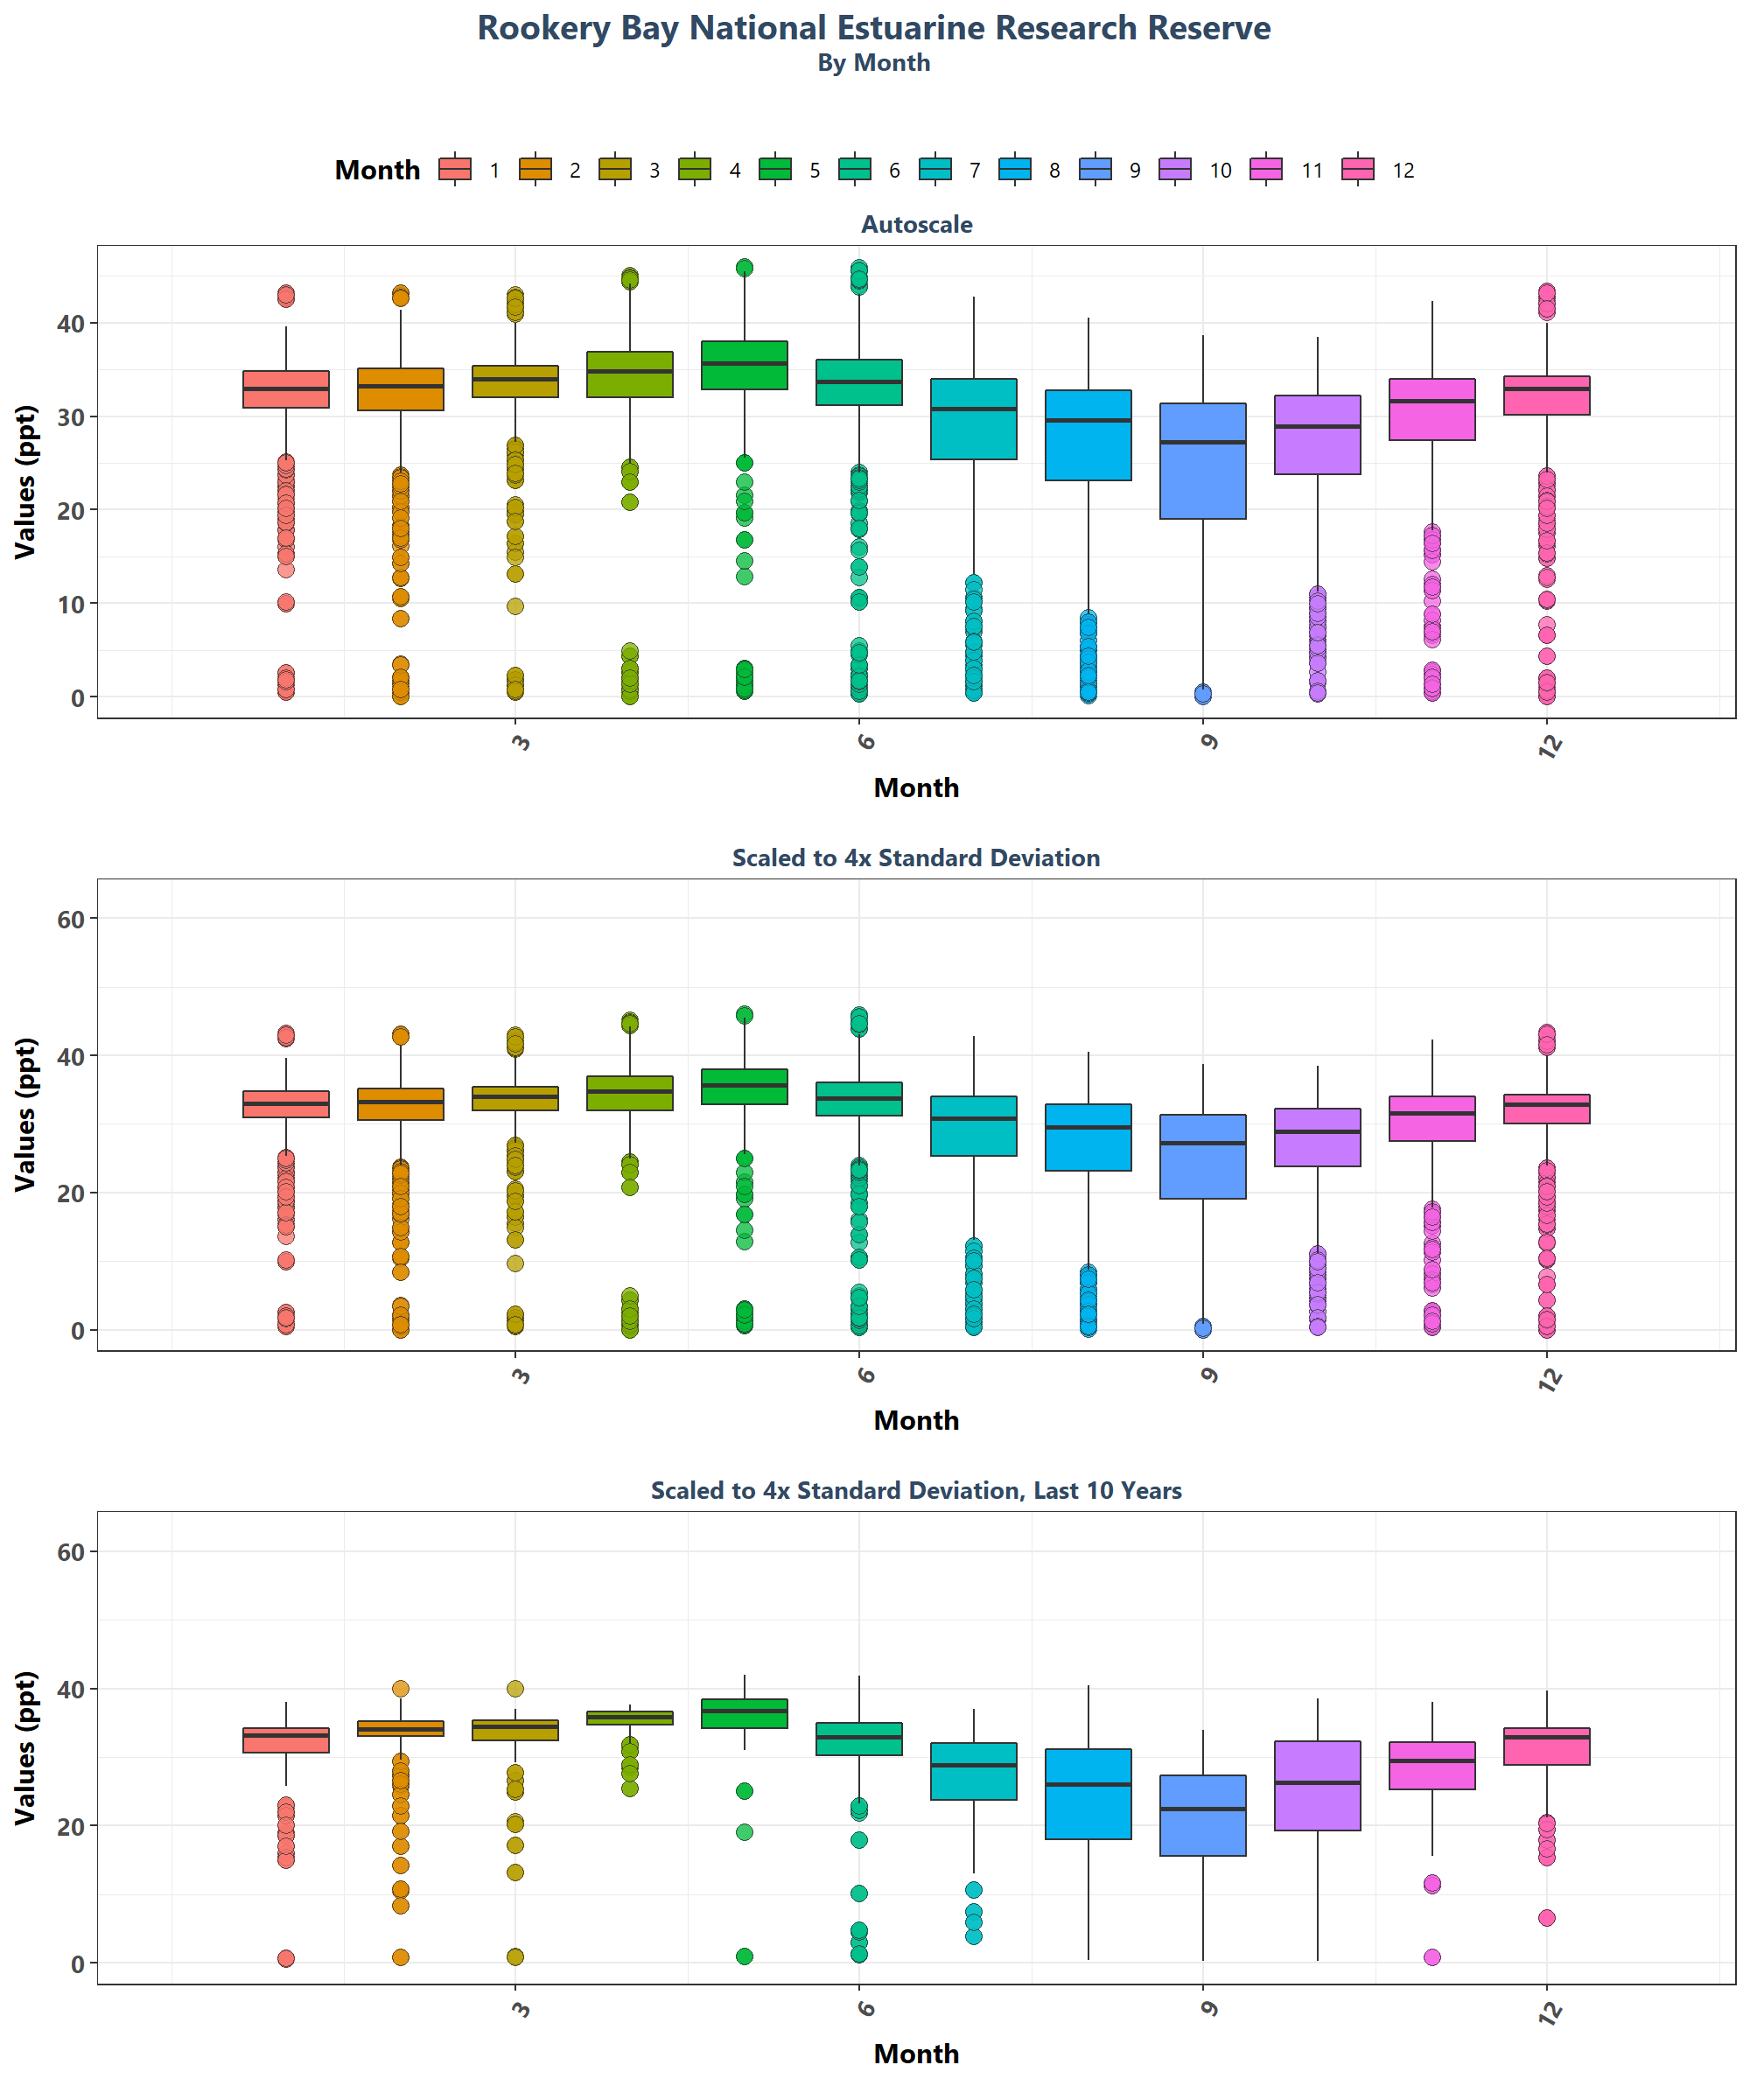 Rookery Bay National Estuarine Research Reserve
By Month
Month 1 2 3 4 5 6 7 8 9 10 11 12
Autoscale
Values (ppt)
40
30
20
10
0
3 6 9 12
Month
Scaled to 4x Standard Deviation
Values (ppt)
60
40
20
0
3 6 9 12
Month
Scaled to 4x Standard Deviation, Last 10 Years
Values (ppt)
60
40
20
0
3 6 9 12
Month